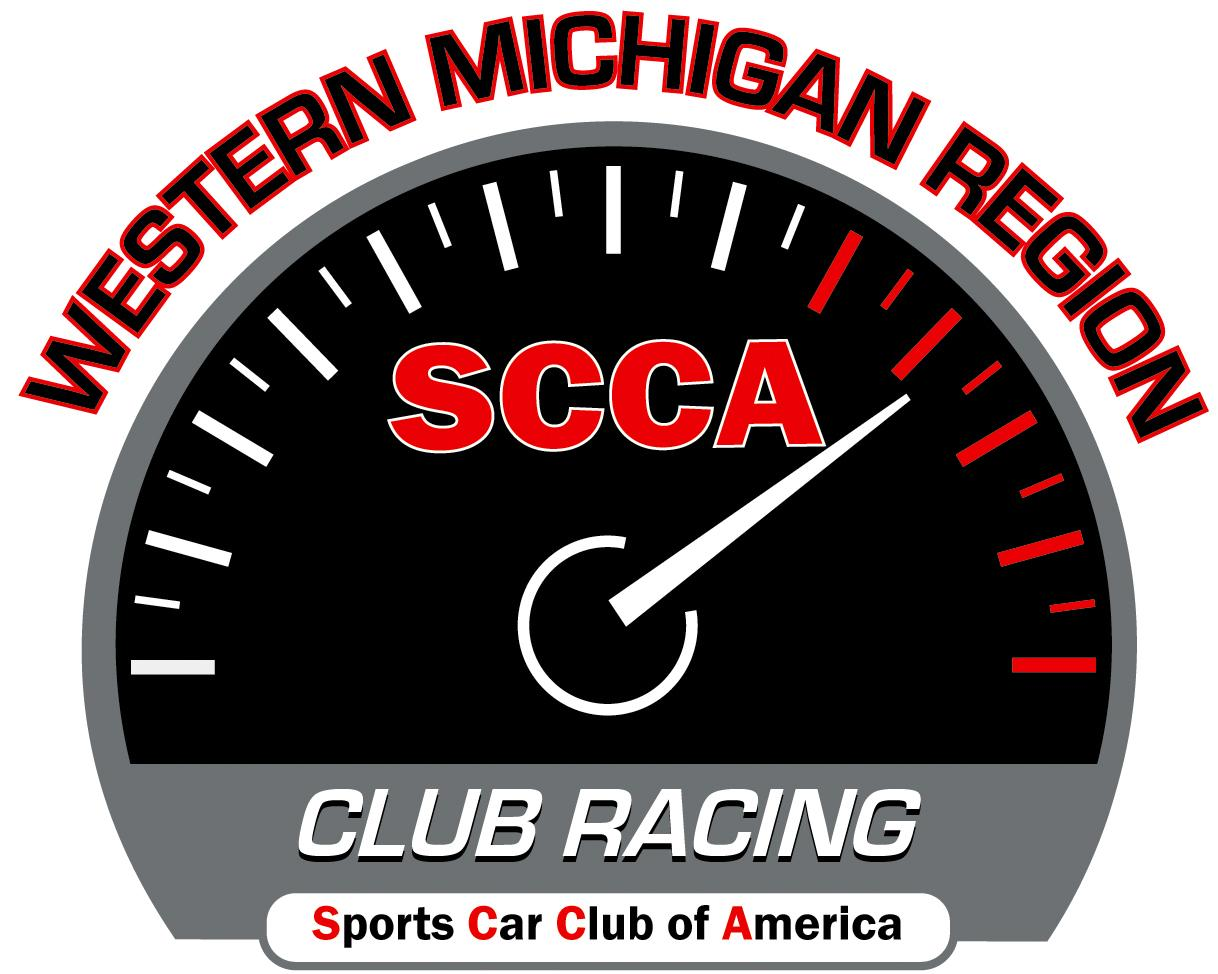 WESTERN MICHIGAN REGION
SCCA
CLUB RACING
Sports Car Club of America